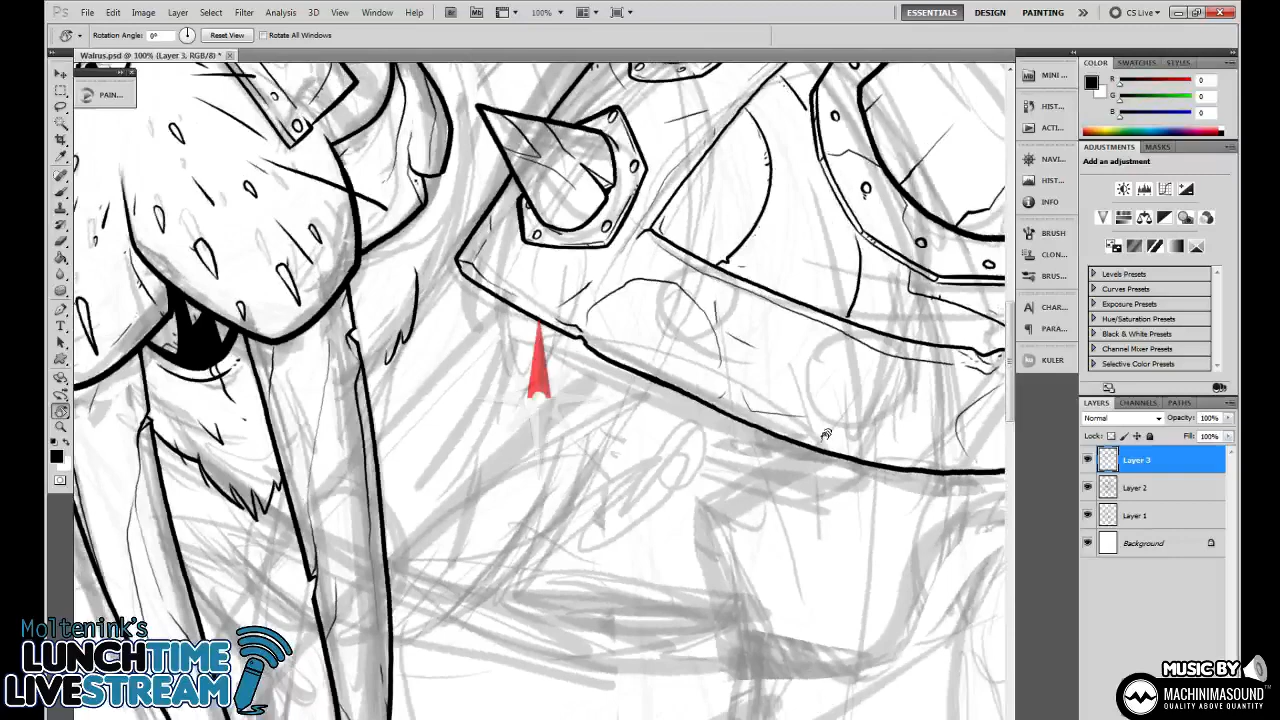 Ps File Edit Image Layer Select Filter Analysis 3D View Window Help Br Mb 100% ESSENTIALS DESIGN PAINTING CS Live
Rotation Angle: 0° Reset View Rotate All Windows
Walrus.psd @ 100% (Layer 3, RGB/8) *
PAIN...
Mb MINI ...
HIST...
ACTI...
NAVI...
HIST...
INFO
BRUSH
CLON...
BRUS...
CHAR...
PARA...
KULER
COLOR SWATCHES STYLES
R 0
G 0
B 0
ADJUSTMENTS MASKS
Add an adjustment
Levels Presets
Curves Presets
Exposure Presets
Hue/Saturation Presets
Black & White Presets
Channel Mixer Presets
Selective Color Presets
LAYERS CHANNELS PATHS
Normal Opacity: 100%
Lock: Fill: 100%
Layer 3
Layer 2
Layer 1
Background
Moltenink's
LUNCHTIME
LIVESTREAM
MUSIC BY
MACHINIMASOUND™
QUALITY ABOVE QUANTITY